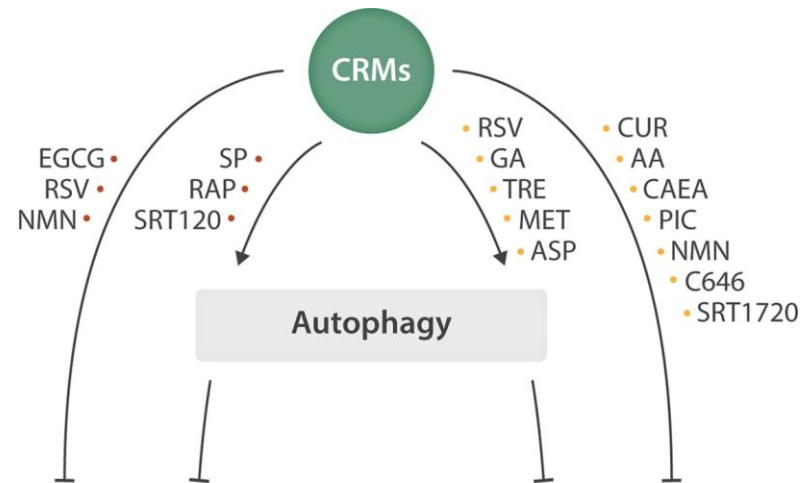 CRMs
EGCG
RSV
NMN
SP
RAP
SRT120
RSV
GA
TRE
MET
ASP
CUR
AA
CAEA
PIC
NMN
C646
SRT1720
Autophagy